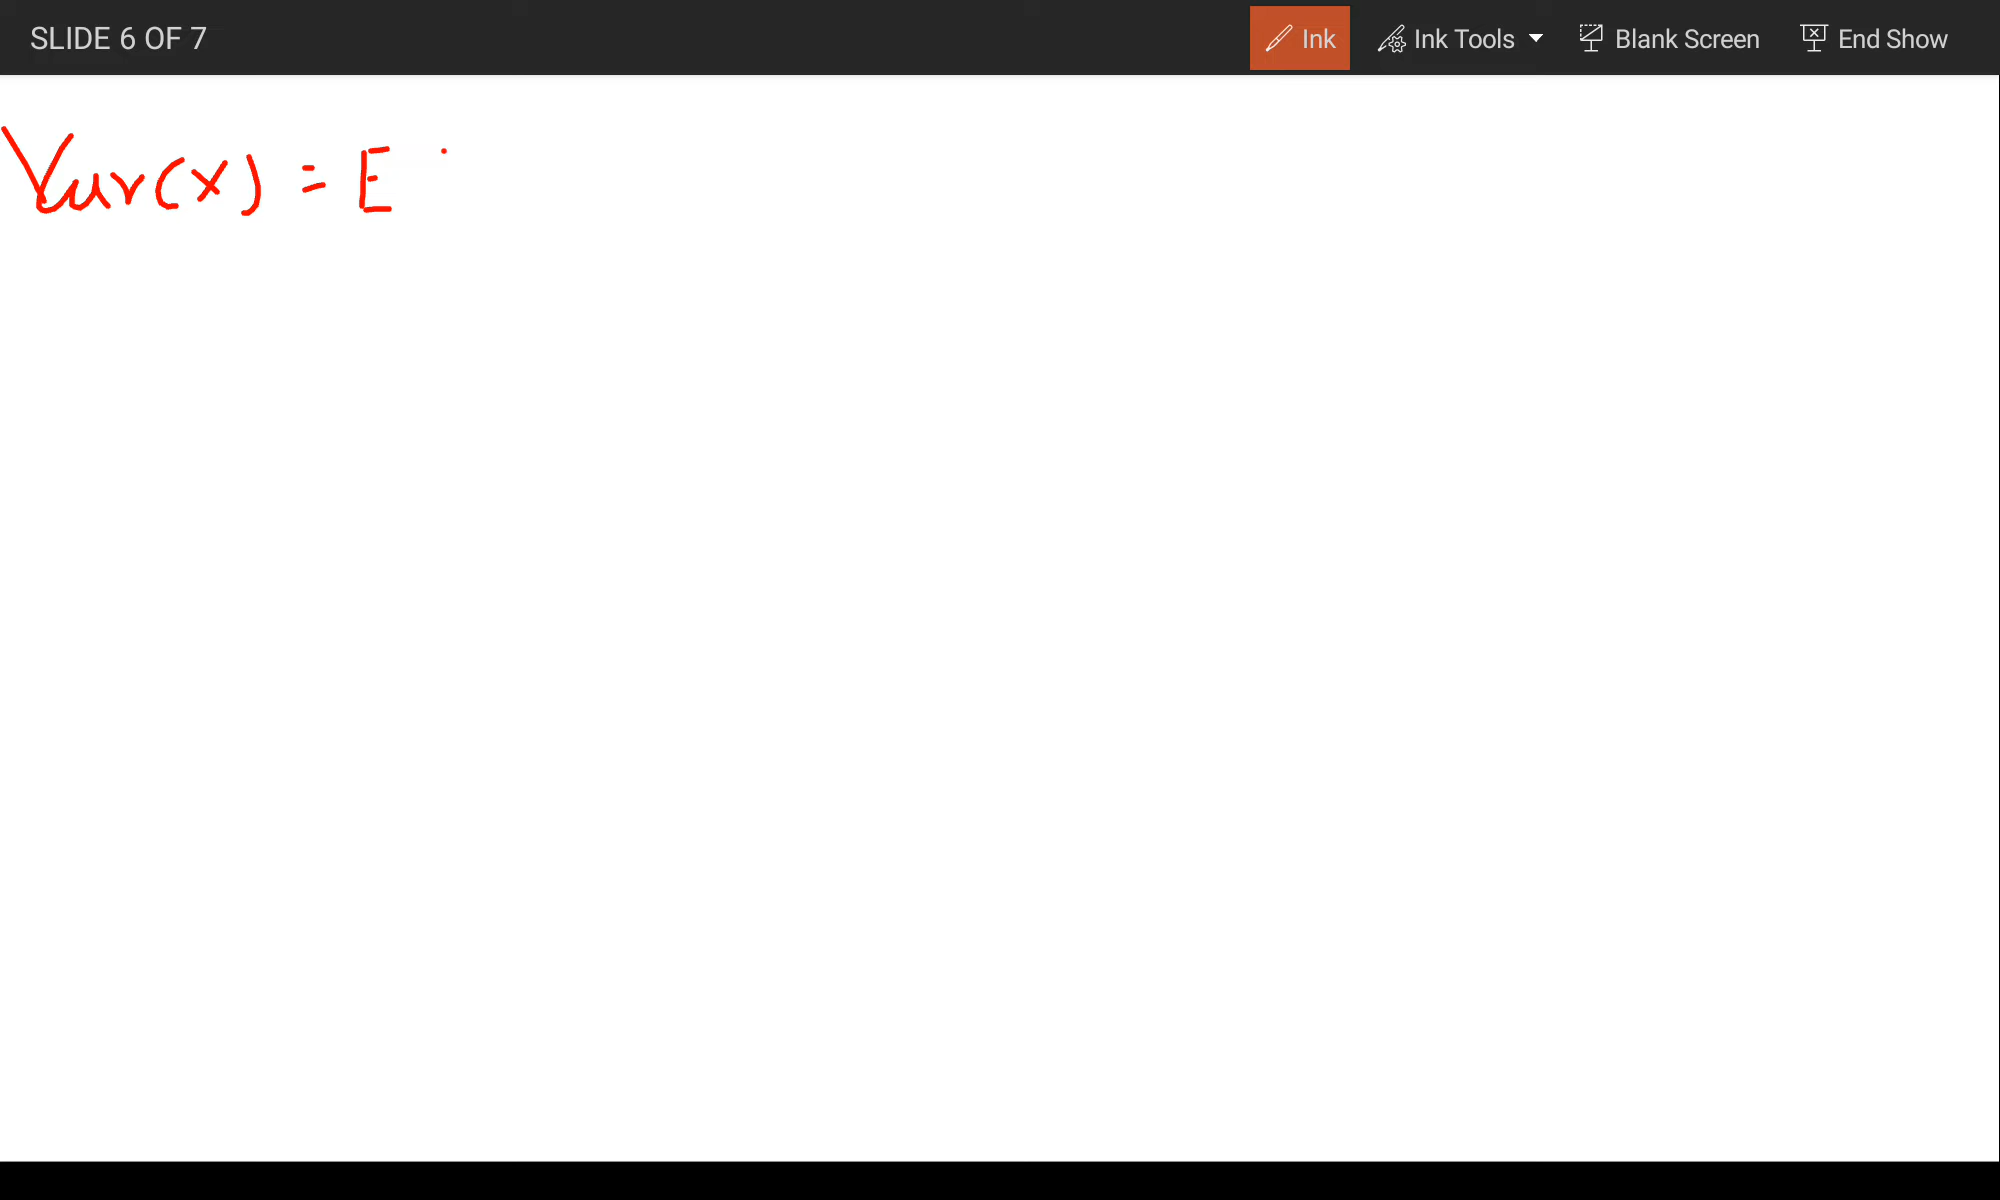 SLIDE 6 OF 7 Ink Ink Tools Blank Screen End Show
Var(x) = E